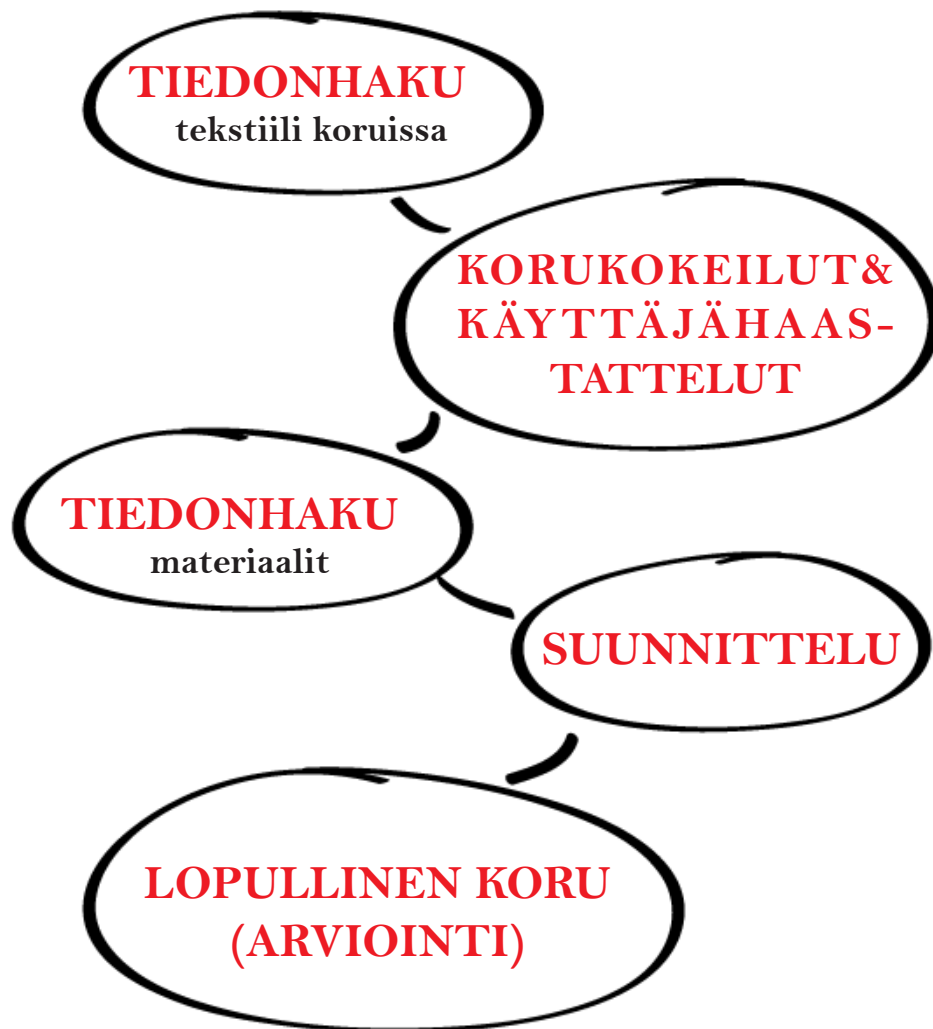 TIEDONHAKU
tekstiili koruissa
KORUKOKEILUT&
KÄYTTÄJÄHAAS-
TATTELUT
TIEDONHAKU
materiaalit
SUUNNITTELU
LOPULLINEN KORU
(ARVIOINTI)